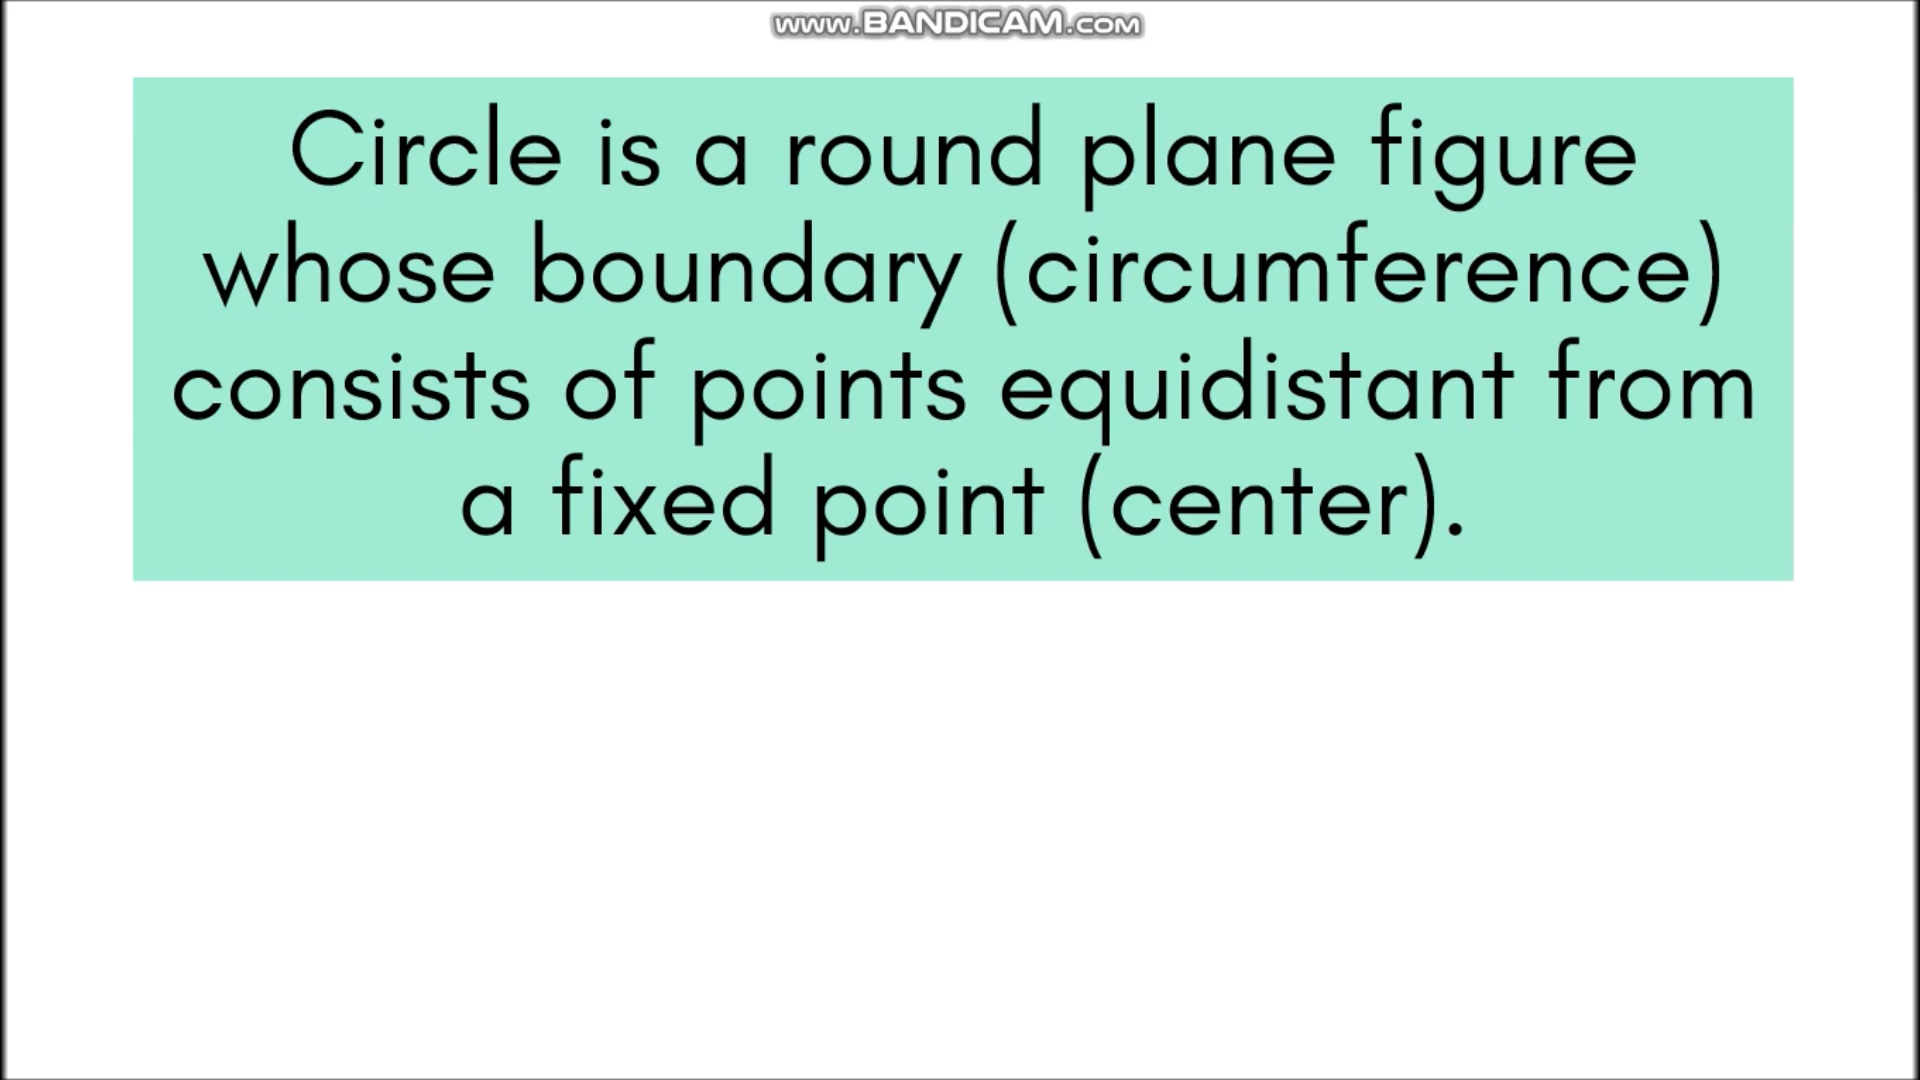 www.BANDICAM.com
Circle is a round plane figure
whose boundary (circumference)
consists of points equidistant from
a fixed point (center).